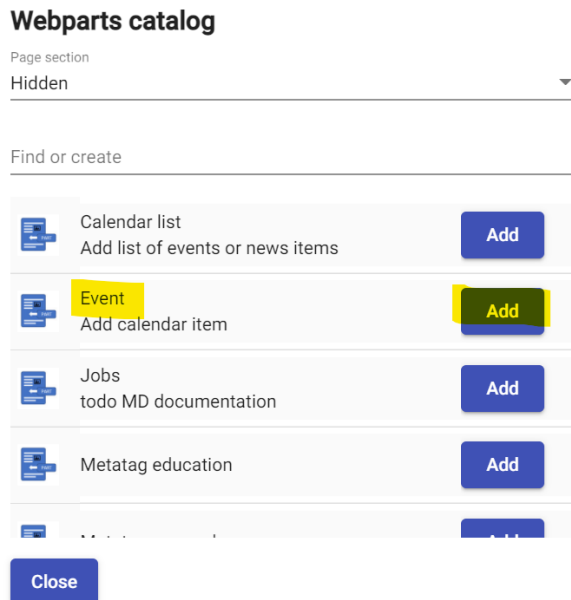 Webparts catalog
Page section
Hidden
Find or create
Calendar list
Add list of events or news items
Add
Event
Add calendar item
Add
Jobs
todo MD documentation
Add
Metatag education
Add
Close